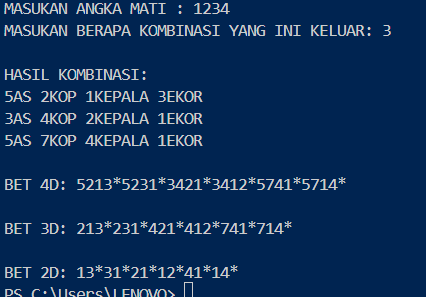 MASUKAN ANGKA MATI : 1234
MASUKAN BERAPA KOMBINASI YANG INI KELUAR: 3
HASIL KOMBINASI:
5AS 2KOP 1KEPALA 3EKOR
3AS 4KOP 2KEPALA 1EKOR
5AS 7KOP 4KEPALA 1EKOR
BET 4D: 5213*5231*3421*3412*5741*5714*
BET 3D: 213*231*421*412*741*714*
BET 2D: 13*31*21*12*41*14*
PS C:\Users\LENOVO>